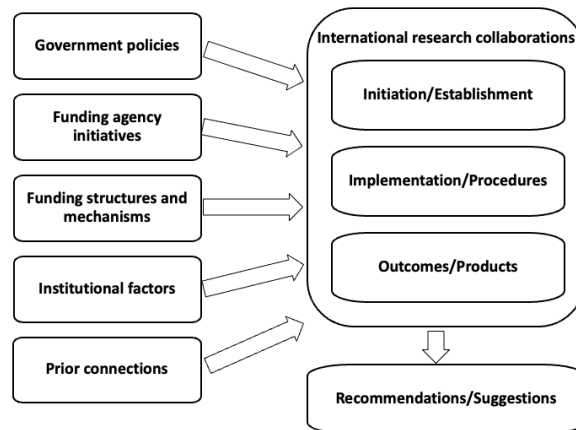 Government policies
Funding agency
initiatives
Funding structures and
mechanisms
Institutional factors
Prior connections
International research collaborations
Initiation/Establishment
Implementation/Procedures
Outcomes/Products
Recommendations/Suggestions